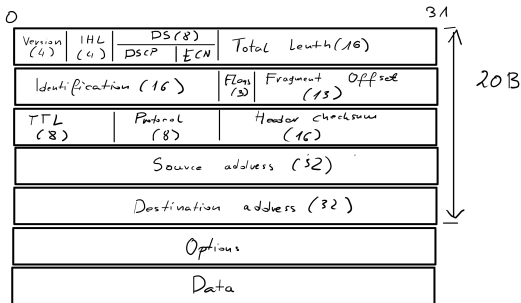 0 31
Version (4) IHL (4) DS(8) DSCP ECN Total Leuth(16)
20B
Identification (16) Flags (3) Fragment Offset (13)
TTL (8) Protocol (8) Header checksum (16)
Source address (32)
Destination address (32)
Options
Data